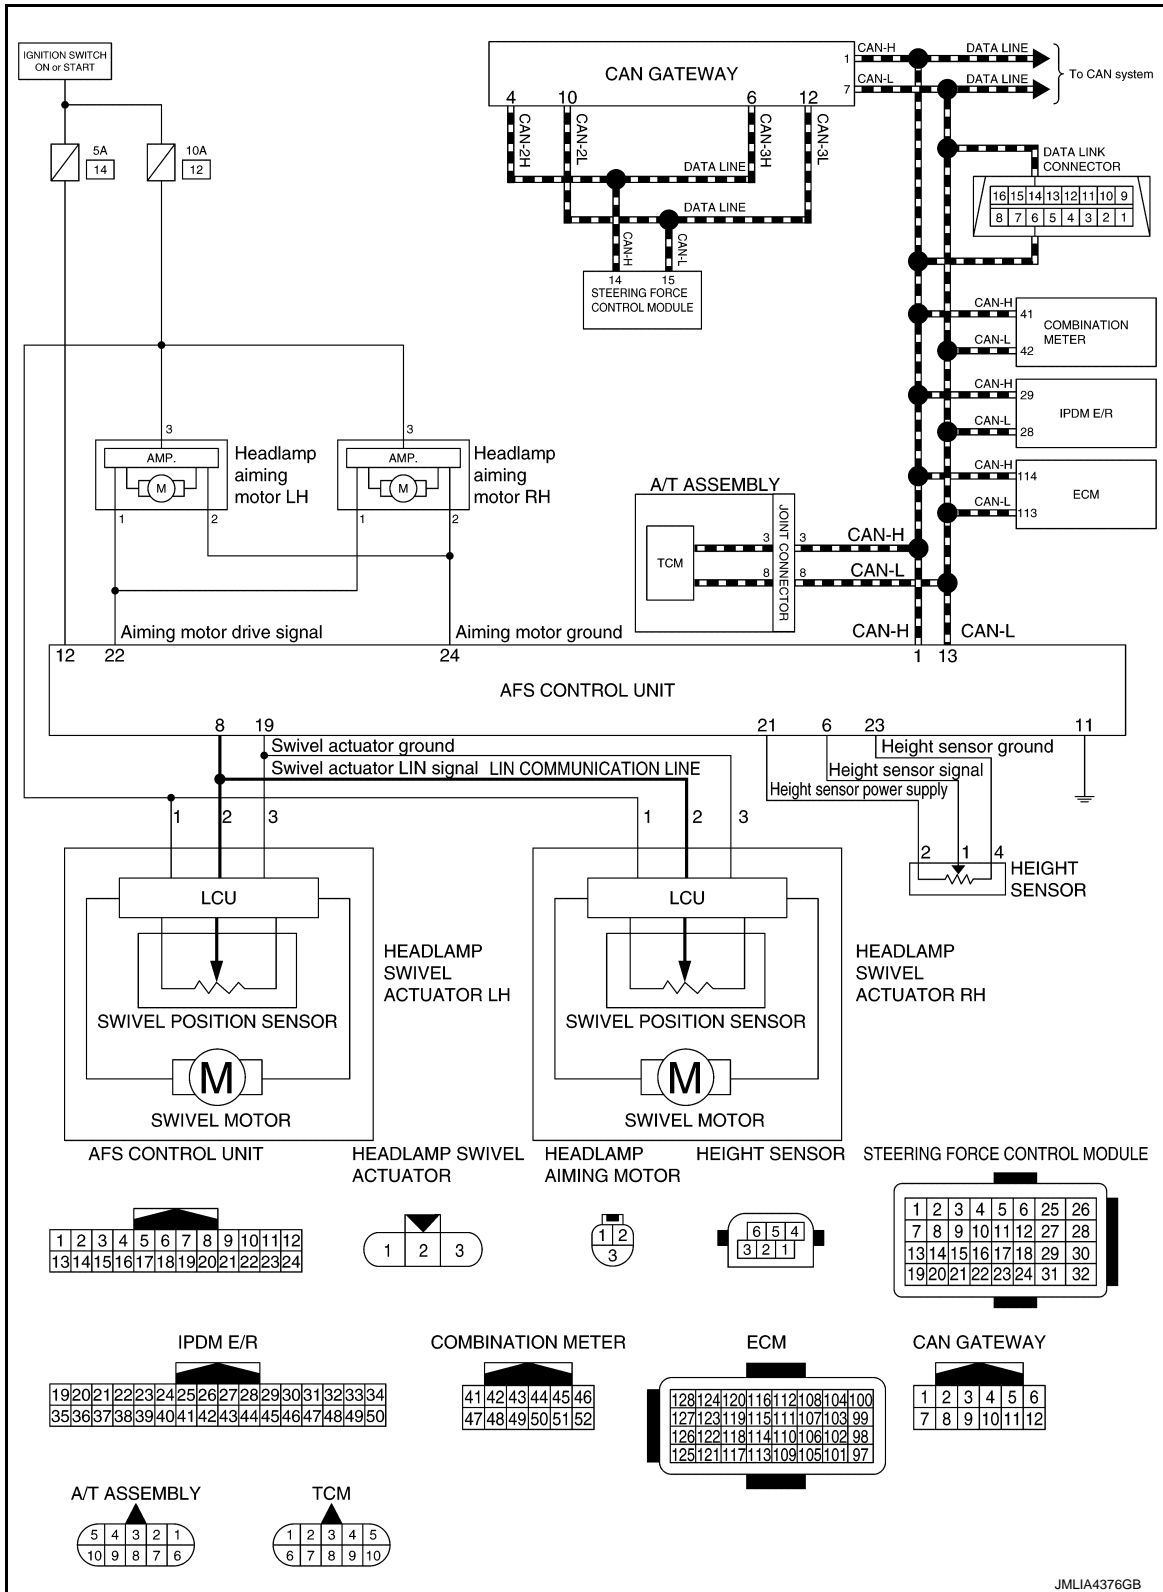 IGNITION SWITCH
ON or START
5A
14
10A
12
CAN GATEWAY
4 10 6 12
1
7
CAN-H
CAN-L
DATA LINE
DATA LINE
To CAN system
CAN-2H
CAN-2L
CAN-3H
CAN-3L
DATA LINE
DATA LINE
CAN-H
CAN-L
14 15
STEERING FORCE
CONTROL MODULE
DATA LINK
CONNECTOR
16 15 14 13 12 11 10 9
8 7 6 5 4 3 2 1
CAN-H
41
CAN-L
42
COMBINATION
METER
CAN-H
29
CAN-L
28
IPDM E/R
CAN-H
114
CAN-L
113
ECM
3
AMP.
M
1 2
Headlamp
aiming
motor LH
3
AMP.
M
1 2
Headlamp
aiming
motor RH
A/T ASSEMBLY
TCM
JOINT CONNECTOR
3 3
8 8
CAN-H
CAN-L
Aiming motor drive signal
Aiming motor ground
CAN-H
CAN-L
12 22 24 1 13
AFS CONTROL UNIT
8 19 21 6 23 11
Swivel actuator ground
Swivel actuator LIN signal LIN COMMUNICATION LINE
Height sensor ground
Height sensor signal
Height sensor power supply
1 2 3
1 2 3
2 1 4
HEIGHT
SENSOR
LCU
SWIVEL POSITION SENSOR
M
SWIVEL MOTOR
HEADLAMP
SWIVEL
ACTUATOR LH
LCU
SWIVEL POSITION SENSOR
M
SWIVEL MOTOR
HEADLAMP
SWIVEL
ACTUATOR RH
AFS CONTROL UNIT
1 2 3 4 5 6 7 8 9 10 11 12
13 14 15 16 17 18 19 20 21 22 23 24
HEADLAMP SWIVEL
ACTUATOR
1 2 3
HEADLAMP
AIMING MOTOR
1 2
3
HEIGHT SENSOR
6 5 4
3 2 1
STEERING FORCE CONTROL MODULE
1 2 3 4 5 6 25 26
7 8 9 10 11 12 27 28
13 14 15 16 17 18 29 30
19 20 21 22 23 24 31 32
IPDM E/R
19 20 21 22 23 24 25 26 27 28 29 30 31 32 33 34
35 36 37 38 39 40 41 42 43 44 45 46 47 48 49 50
COMBINATION METER
41 42 43 44 45 46
47 48 49 50 51 52
ECM
128 124 120 116 112 108 104 100
127 123 119 115 111 107 103 99
126 122 118 114 110 106 102 98
125 121 117 113 109 105 101 97
CAN GATEWAY
1 2 3 4 5 6
7 8 9 10 11 12
A/T ASSEMBLY
5 4 3 2 1
10 9 8 7 6
TCM
1 2 3 4 5
6 7 8 9 10
JMLIA4376GB